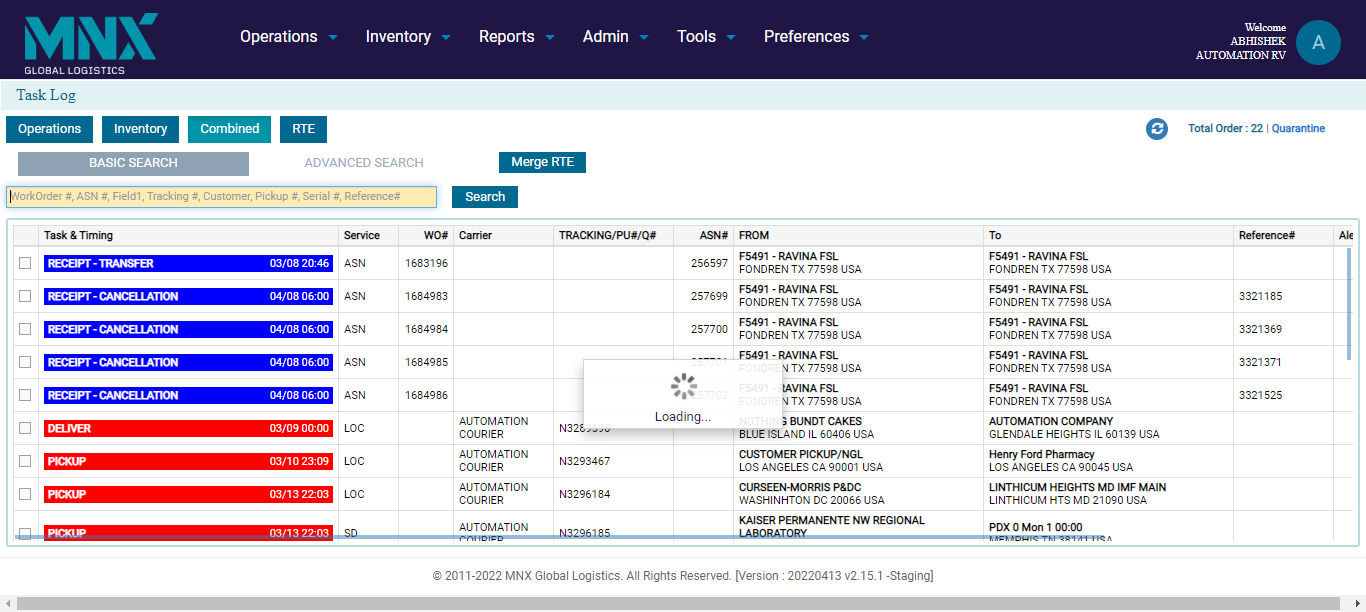 MNX
GLOBAL LOGISTICS
Operations Inventory Reports Admin Tools Preferences
Welcome
ABHISHEK
AUTOMATION RV
A
Task Log
Operations Inventory Combined RTE
Total Order : 22 | Quarantine
BASIC SEARCH ADVANCED SEARCH Merge RTE
WorkOrder #, ASN #, Field1, Tracking #, Customer, Pickup #, Serial #, Reference# Search
Task & Timing Service WO# Carrier TRACKING/PU#/Q# ASN# FROM To Reference# Ale
RECEIPT - TRANSFER 03/08 20:46 ASN 1683196 256597 F5491 - RAVINA FSL F5491 - RAVINA FSL
FONDREN TX 77598 USA FONDREN TX 77598 USA
RECEIPT - CANCELLATION 04/08 06:00 ASN 1684983 257699 F5491 - RAVINA FSL F5491 - RAVINA FSL 3321185
FONDREN TX 77598 USA FONDREN TX 77598 USA
RECEIPT - CANCELLATION 04/08 06:00 ASN 1684984 257700 F5491 - RAVINA FSL F5491 - RAVINA FSL 3321369
FONDREN TX 77598 USA FONDREN TX 77598 USA
RECEIPT - CANCELLATION 04/08 06:00 ASN 1684985 F5491 - RAVINA FSL F5491 - RAVINA FSL 3321371
FONDREN TX 77598 USA FONDREN TX 77598 USA
RECEIPT - CANCELLATION 04/08 06:00 ASN 1684986 257702 F5491 - RAVINA FSL F5491 - RAVINA FSL 3321525
FONDREN TX 77598 USA FONDREN TX 77598 USA
Loading...
DELIVER 03/09 00:00 LOC AUTOMATION COURIER NOTHING BUNDT CAKES AUTOMATION COMPANY
BLUE ISLAND IL 60406 USA GLENDALE HEIGHTS IL 60139 USA
PICKUP 03/10 23:09 LOC AUTOMATION COURIER N3293467 CUSTOMER PICKUP/NGL Henry Ford Pharmacy
LOS ANGELES CA 90001 USA LOS ANGELES CA 90045 USA
PICKUP 03/13 22:03 LOC AUTOMATION COURIER N3296184 CURSEEN-MORRIS P&DC LINTHICUM HEIGHTS MD IMF MAIN
WASHINHTON DC 20066 USA LINTHICUM HTS MD 21090 USA
PICKUP 03/13 22:03 SD AUTOMATION COURIER N3296185 KAISER PERMANENTE NW REGIONAL LABORATORY PDX 0 Mon 1 00:00
MEMPHIS TN 38141 USA
© 2011-2022 MNX Global Logistics. All Rights Reserved. [Version : 20220413 v2.15.1 -Staging]